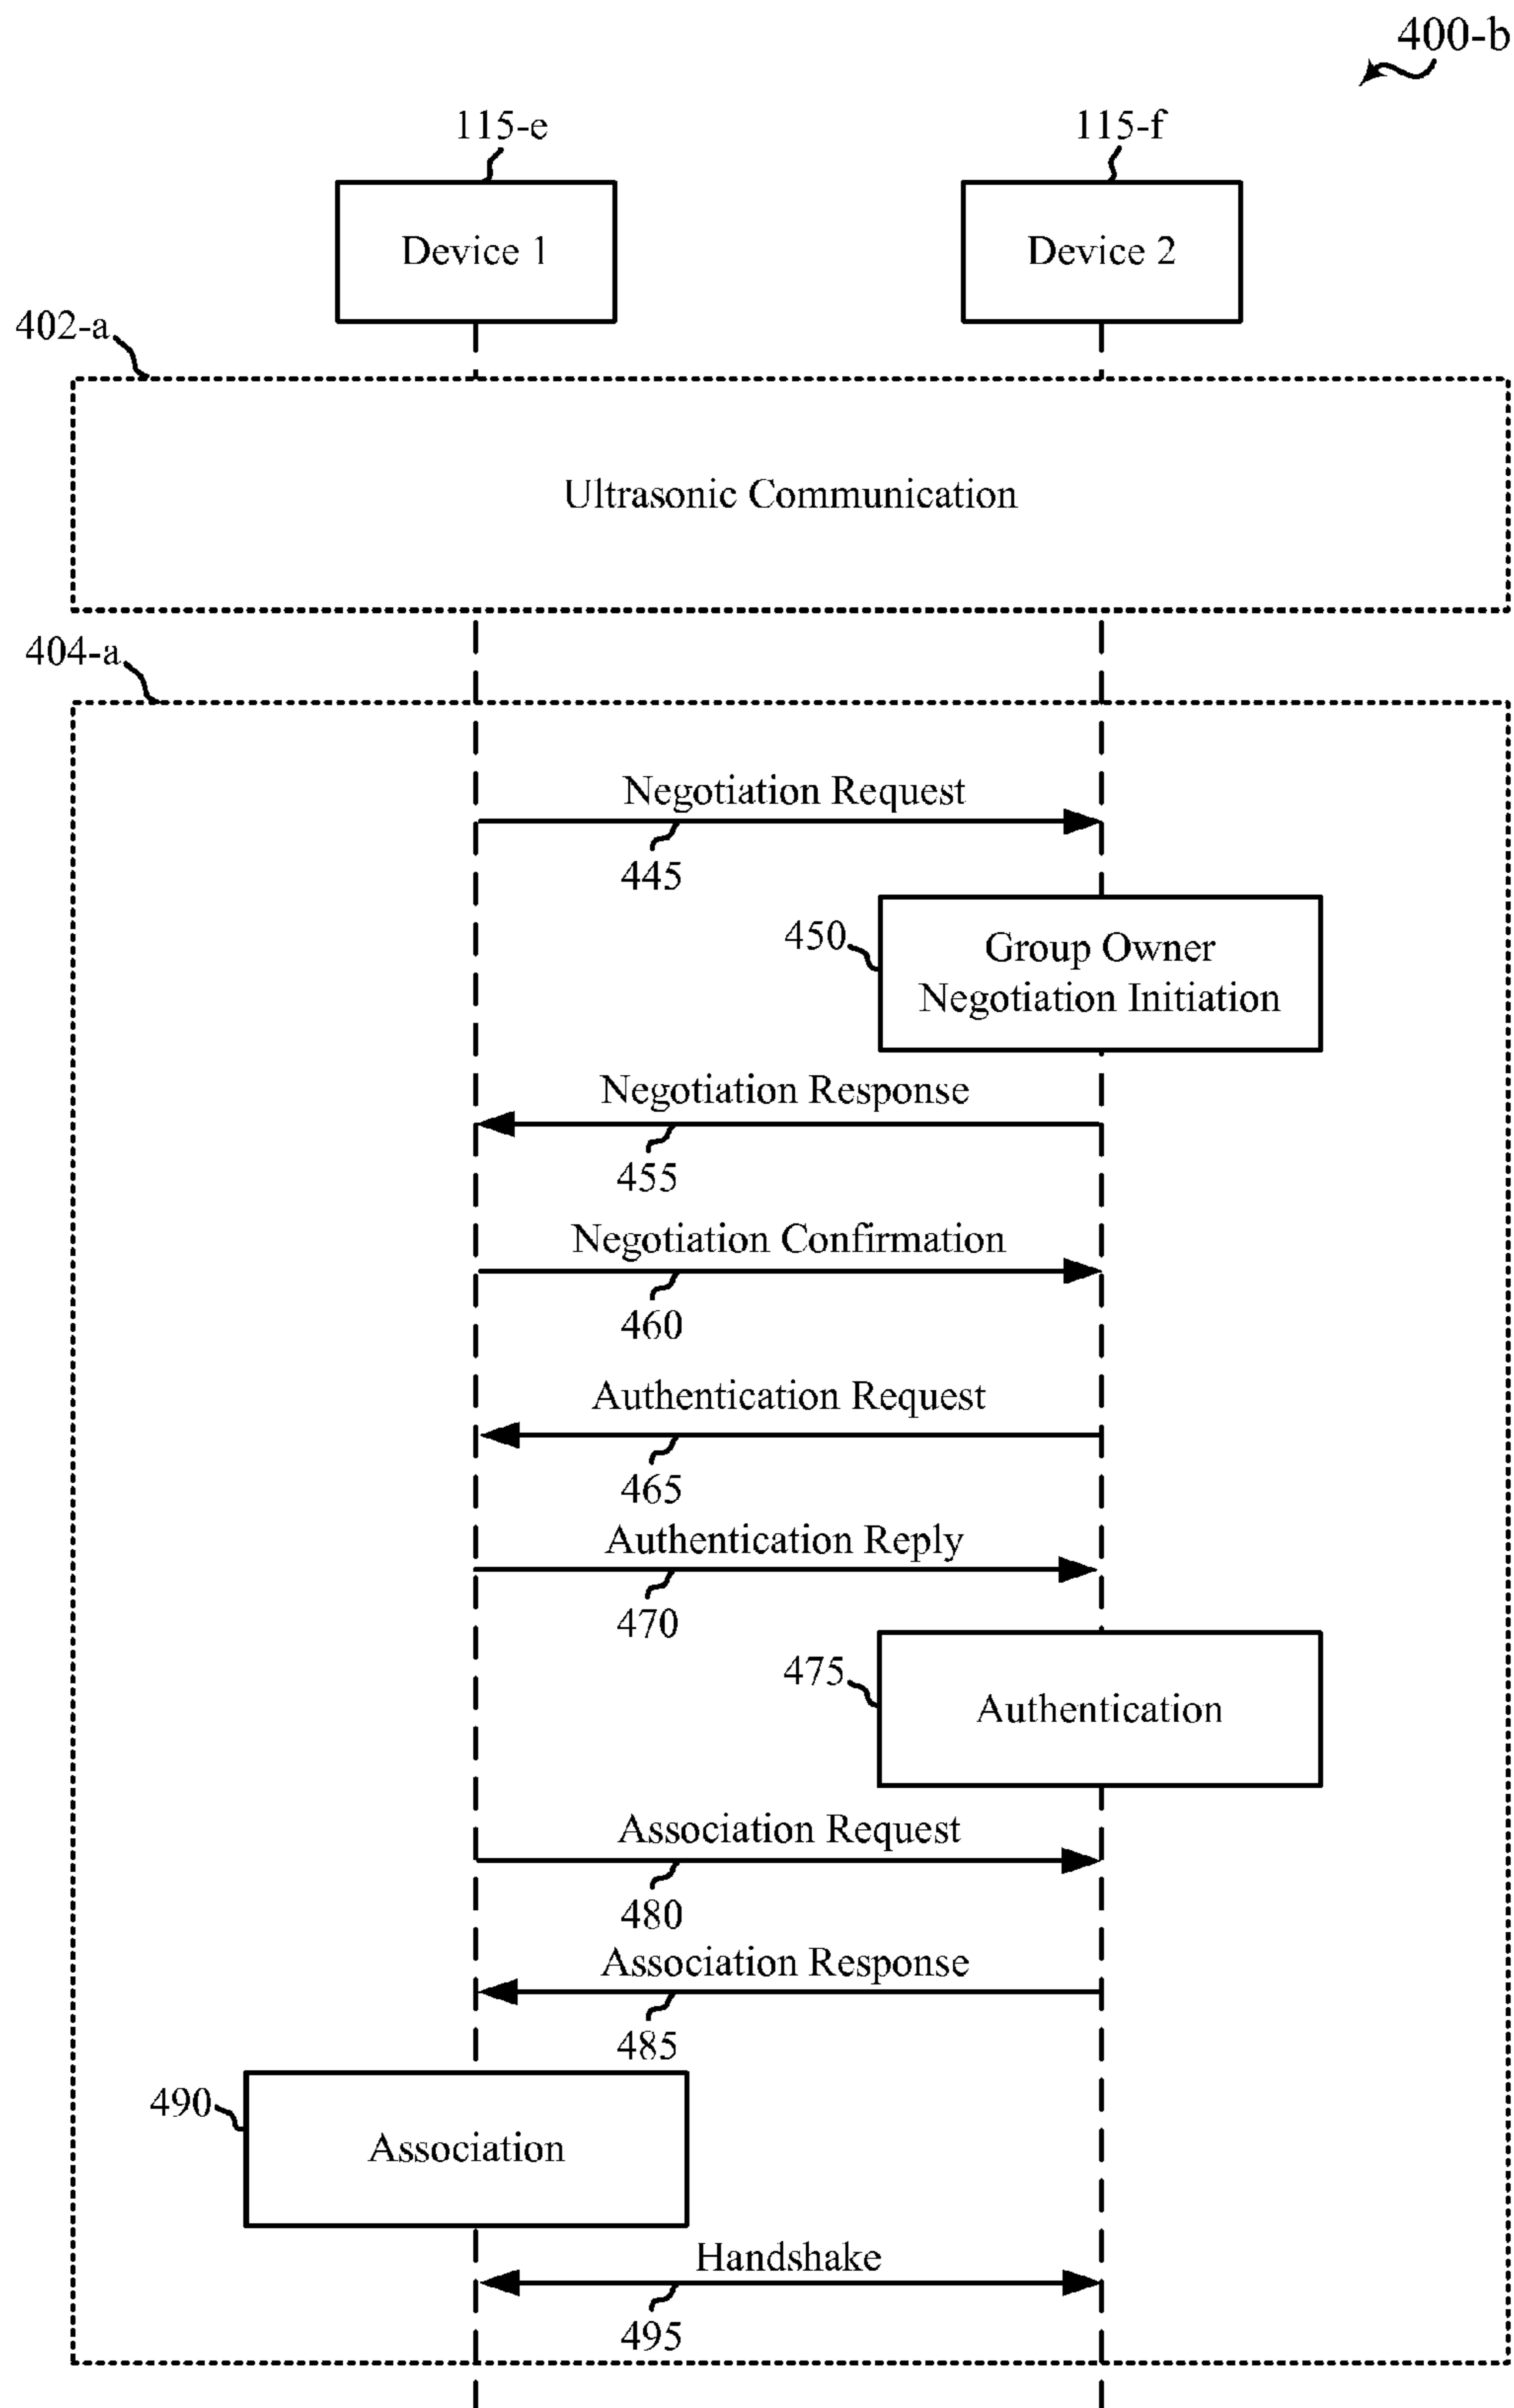 400-b
115-e
115-f
Device 1
Device 2
402-a
Ultrasonic Communication
404-a
Negotiation Request
445
450
Group Owner
Negotiation Initiation
Negotiation Response
455
Negotiation Confirmation
460
Authentication Request
465
Authentication Reply
470
475
Authentication
Association Request
480
Association Response
485
490
Association
Handshake
495